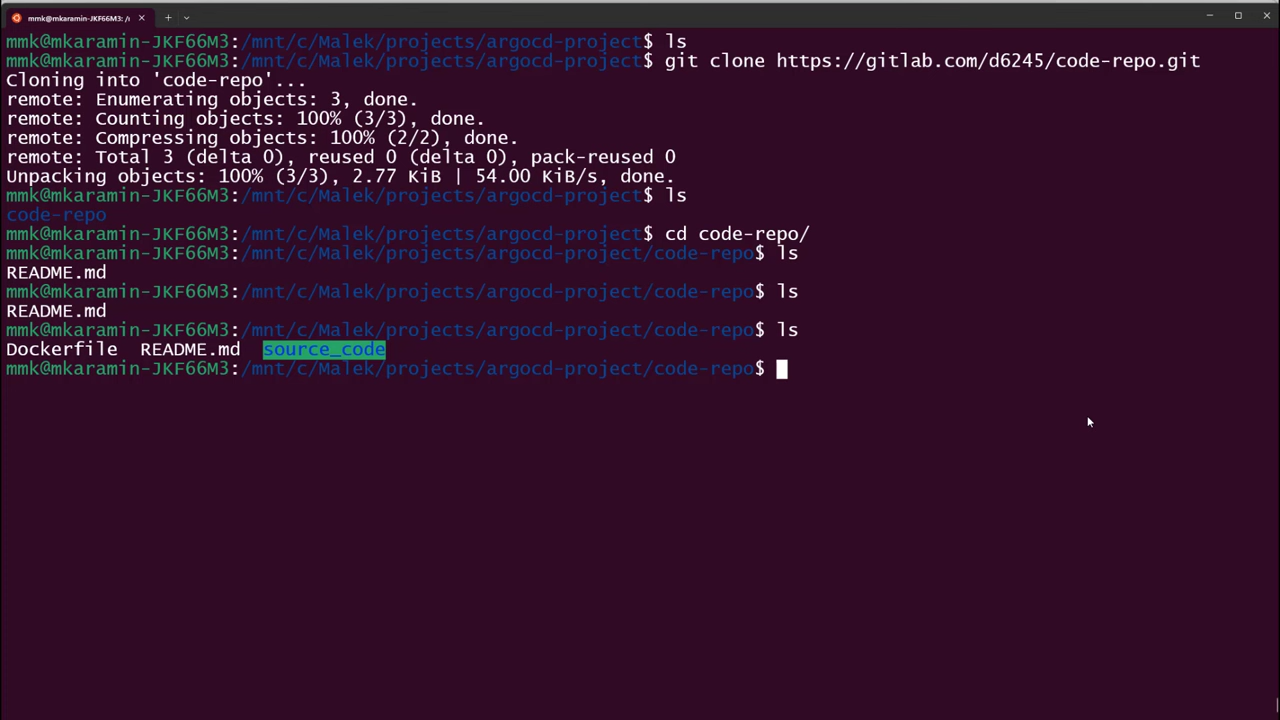 mmk@mkaramin-JKF66M3: /r
mmk@mkaramin-JKF66M3:/mnt/c/Malek/projects/argocd-project$ ls
mmk@mkaramin-JKF66M3:/mnt/c/Malek/projects/argocd-project$ git clone https://gitlab.com/d6245/code-repo.git
Cloning into 'code-repo'...
remote: Enumerating objects: 3, done.
remote: Counting objects: 100% (3/3), done.
remote: Compressing objects: 100% (2/2), done.
remote: Total 3 (delta 0), reused 0 (delta 0), pack-reused 0
Unpacking objects: 100% (3/3), 2.77 KiB | 54.00 KiB/s, done.
mmk@mkaramin-JKF66M3:/mnt/c/Malek/projects/argocd-project$ ls
code-repo
mmk@mkaramin-JKF66M3:/mnt/c/Malek/projects/argocd-project$ cd code-repo/
mmk@mkaramin-JKF66M3:/mnt/c/Malek/projects/argocd-project/code-repo$ ls
README.md
mmk@mkaramin-JKF66M3:/mnt/c/Malek/projects/argocd-project/code-repo$ ls
README.md
mmk@mkaramin-JKF66M3:/mnt/c/Malek/projects/argocd-project/code-repo$ ls
Dockerfile  README.md  source_code
mmk@mkaramin-JKF66M3:/mnt/c/Malek/projects/argocd-project/code-repo$